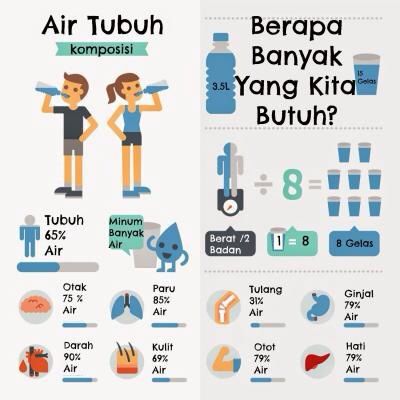 Air Tubuh
komposisi
Tubuh
65%
Air
Minum
Banyak
Air
Otak
75 %
Air
Paru
85%
Air
Darah
90%
Air
Kulit
69%
Air
Berapa
Banyak
Yang Kita
Butuh?
3,5L
15
Gelas
÷ 8 =
Berat /2
Badan
1 = 8
8 Gelas
Tulang
31%
Air
Ginjal
79%
Air
Otot
79%
Air
Hati
79%
Air